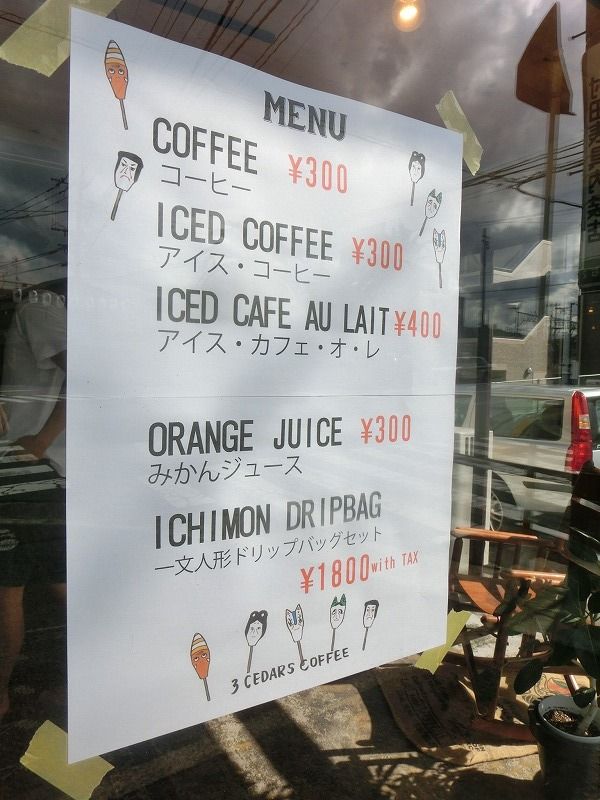 MENU
COFFEE ¥300
コーヒー
ICED COFFEE ¥300
アイス・コーヒー
ICED CAFE AU LAIT ¥400
アイス・カフェ・オ・レ
ORANGE JUICE ¥300
みかんジュース
ICHIMON DRIPBAG
一文人形ドリップバッグセット
¥1800 with TAX
3 CEDARS COFFEE